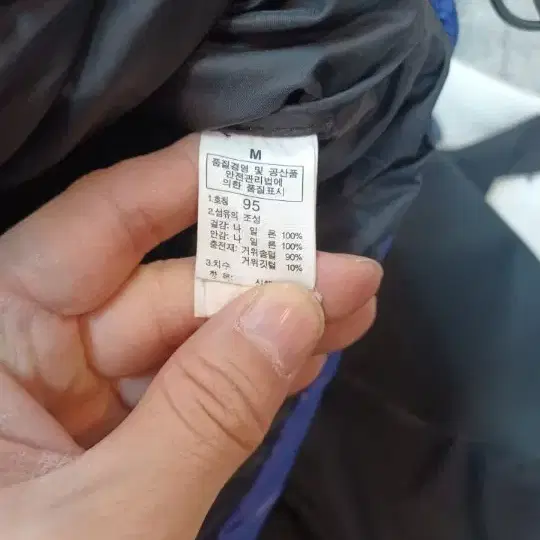 M
품질경영 및 공산품
안전관리법에
의한 품질표시
1.호칭 95
2.섬유의 조성
겉감: 나 일 론 100%
안감: 나 일 론 100%
충전재: 거위솜털 90%
거위깃털 10%
3.치수